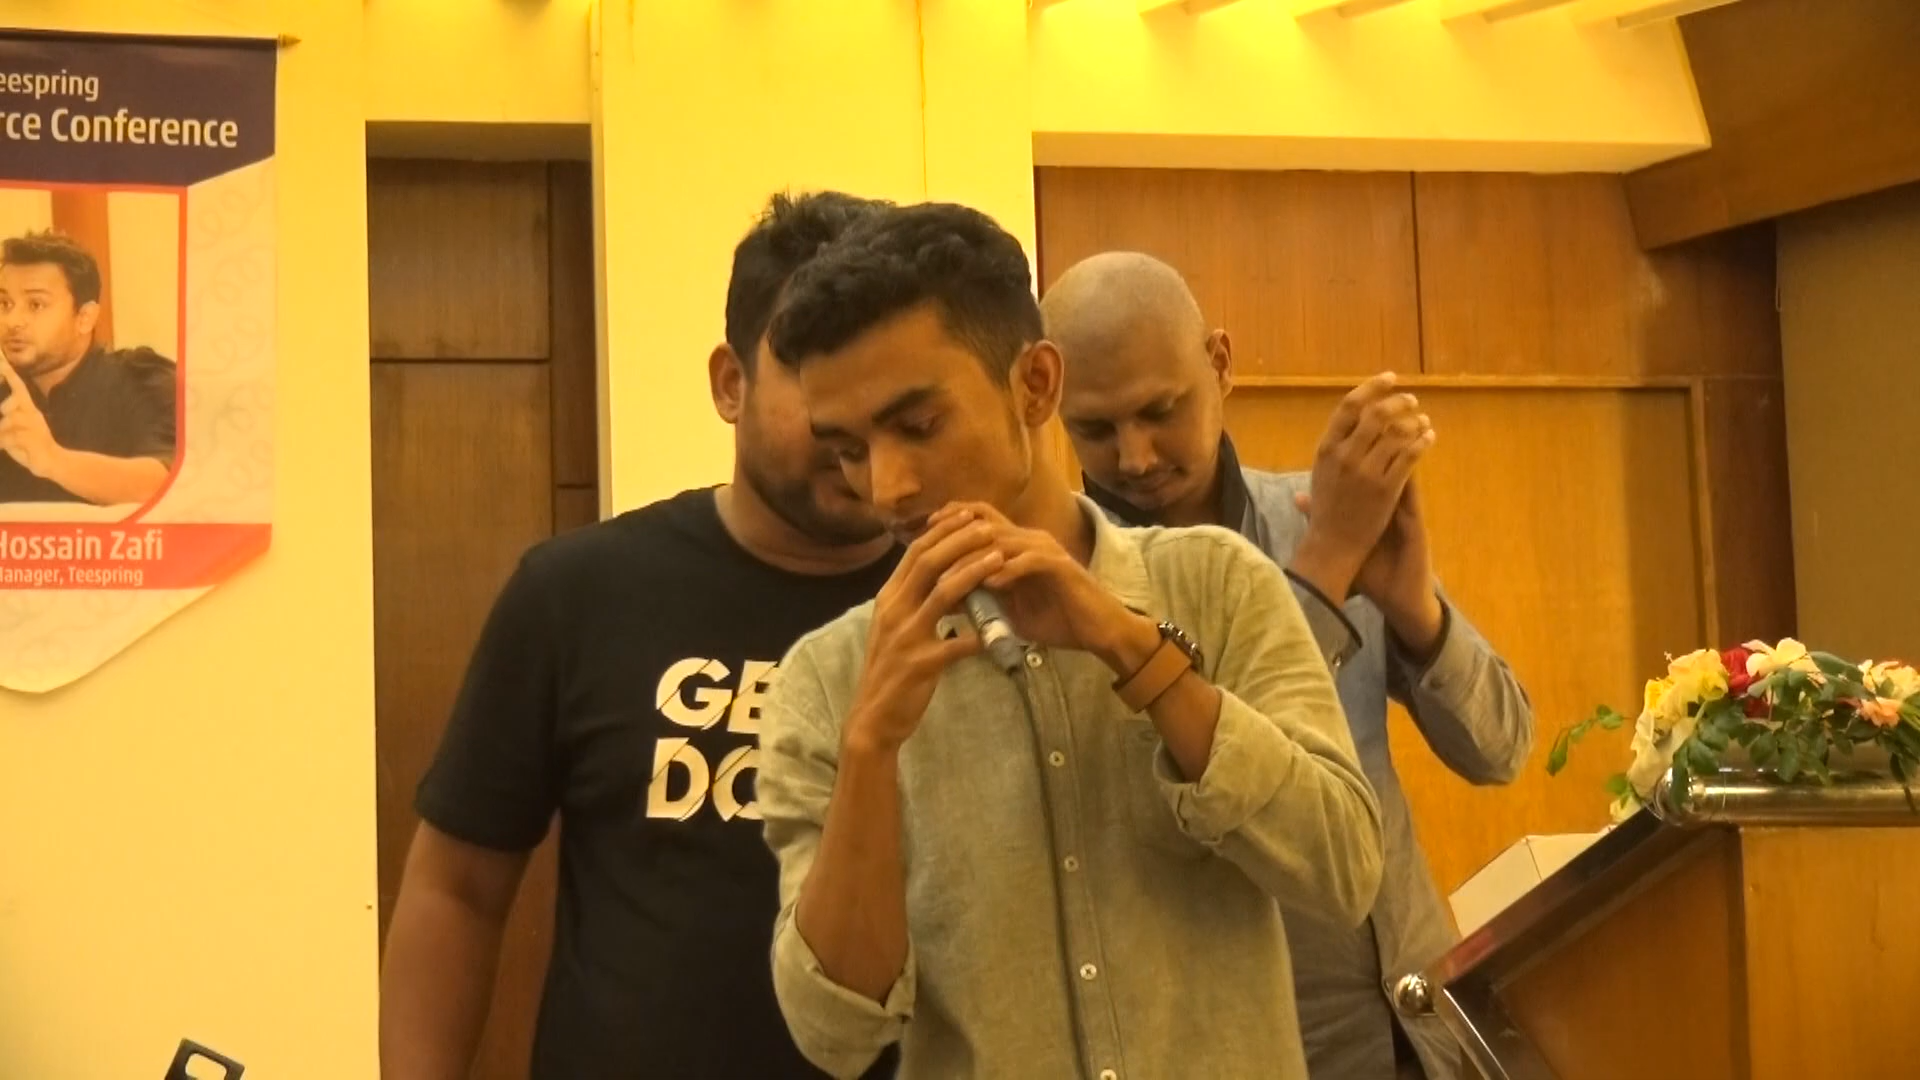 eespring
rce Conference
Hossain Zafi
Manager, Teespring
GE
DO